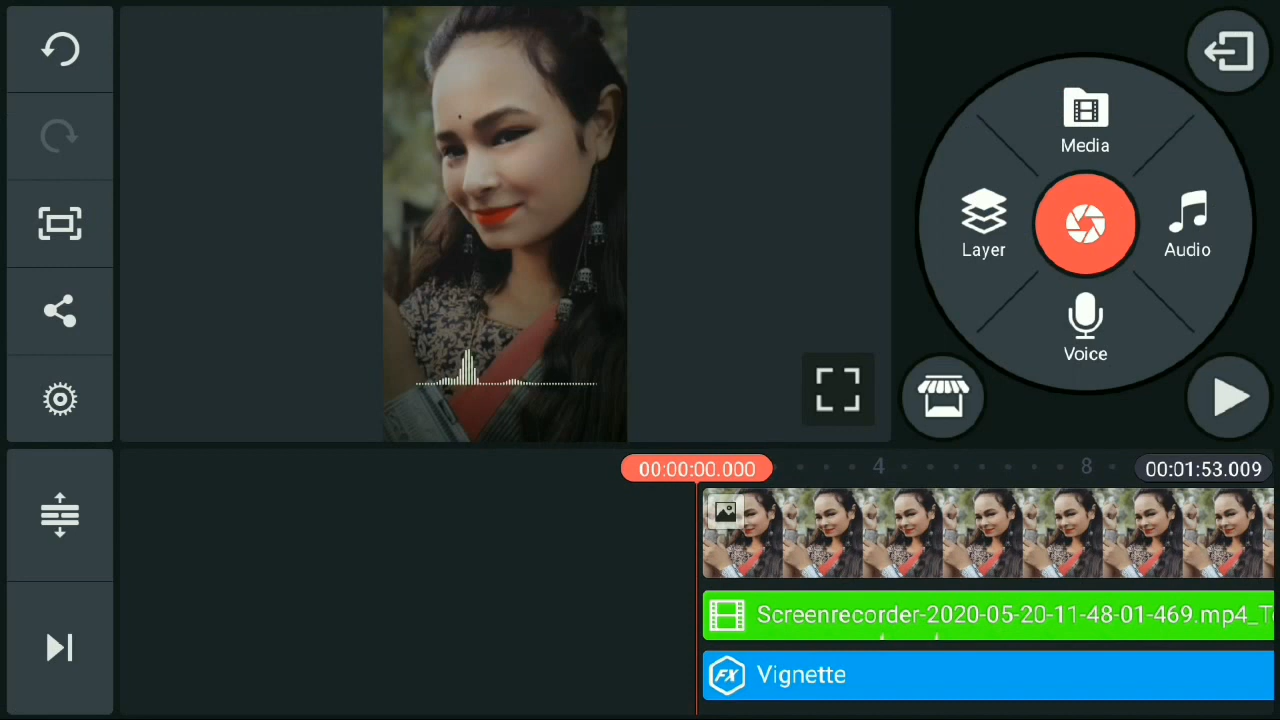 Media
Layer
Audio
Voice
00:00:00.000
4
8
00:01:53.009
Screenrecorder-2020-05-20-11-48-01-469.mp4_T
FX
Vignette